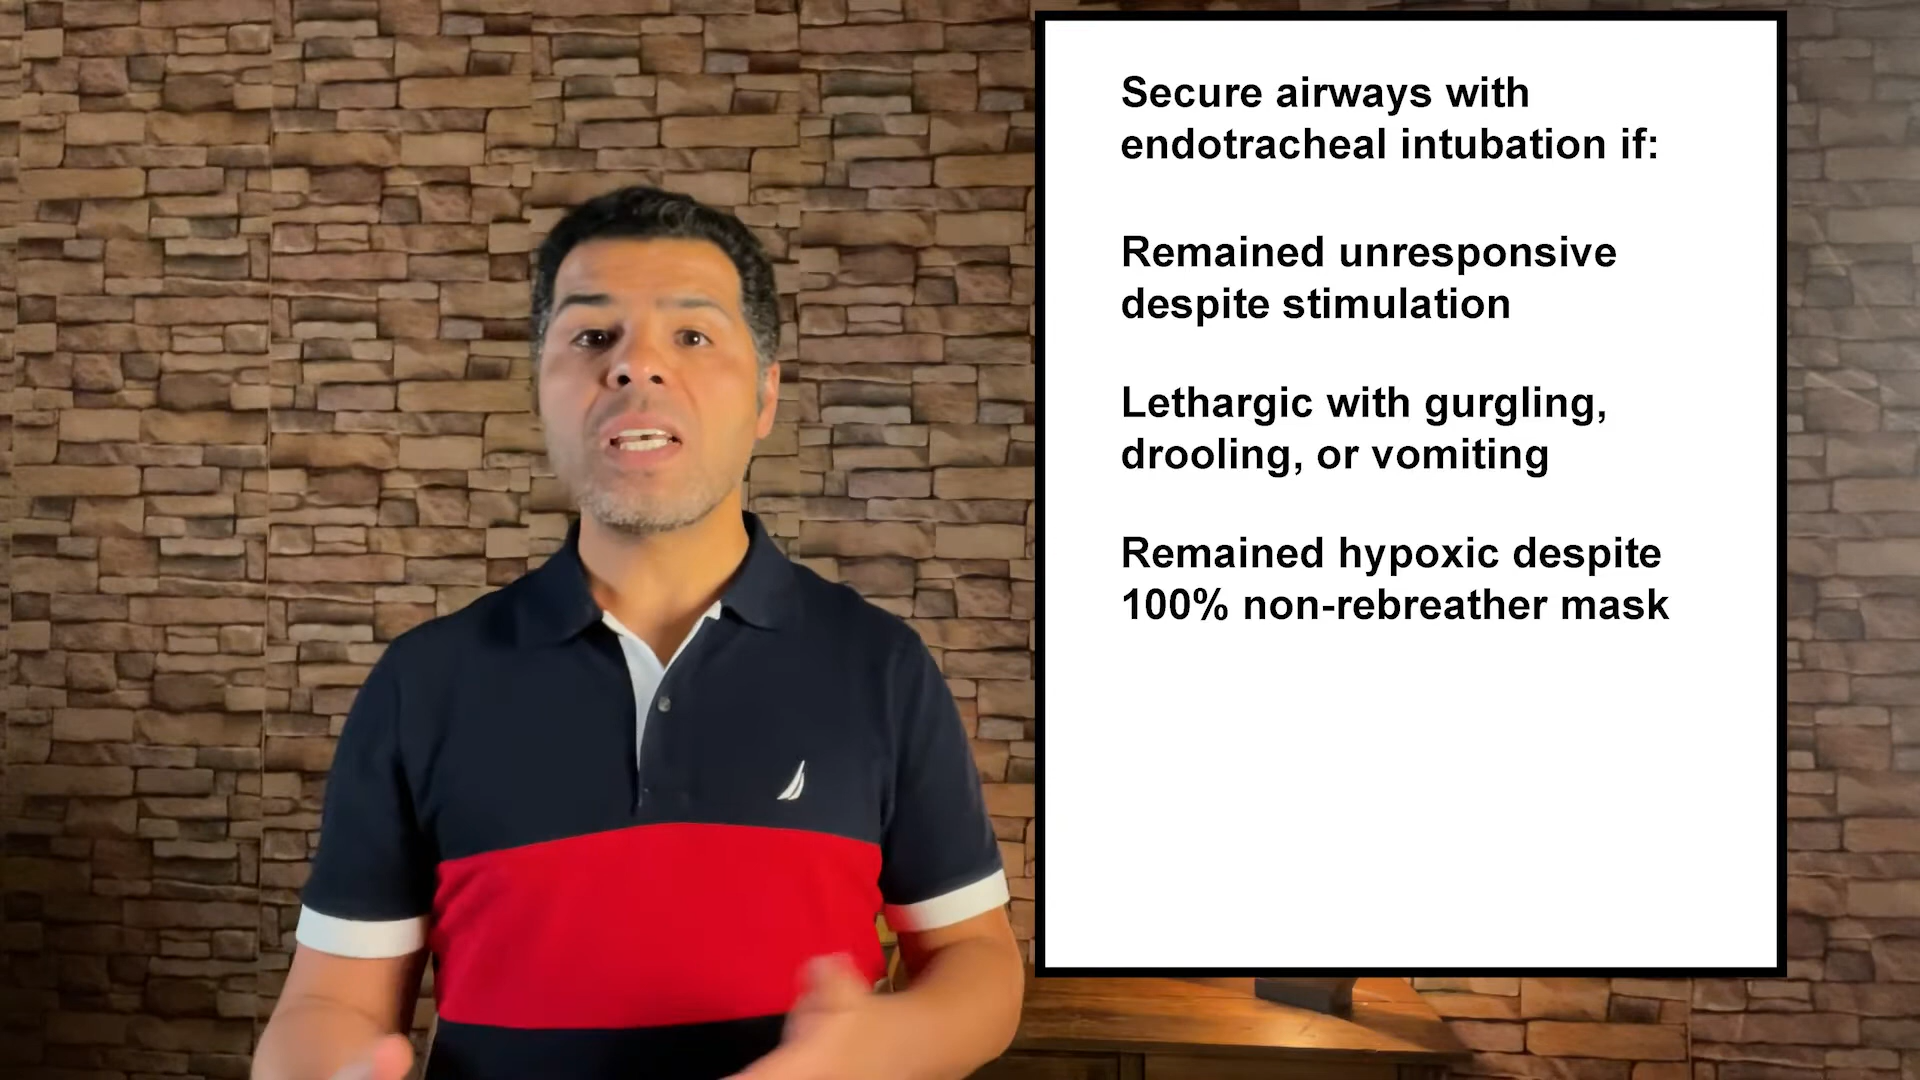 Secure airways with
endotracheal intubation if:
Remained unresponsive
despite stimulation
Lethargic with gurgling,
drooling, or vomiting
Remained hypoxic despite
100% non-rebreather mask